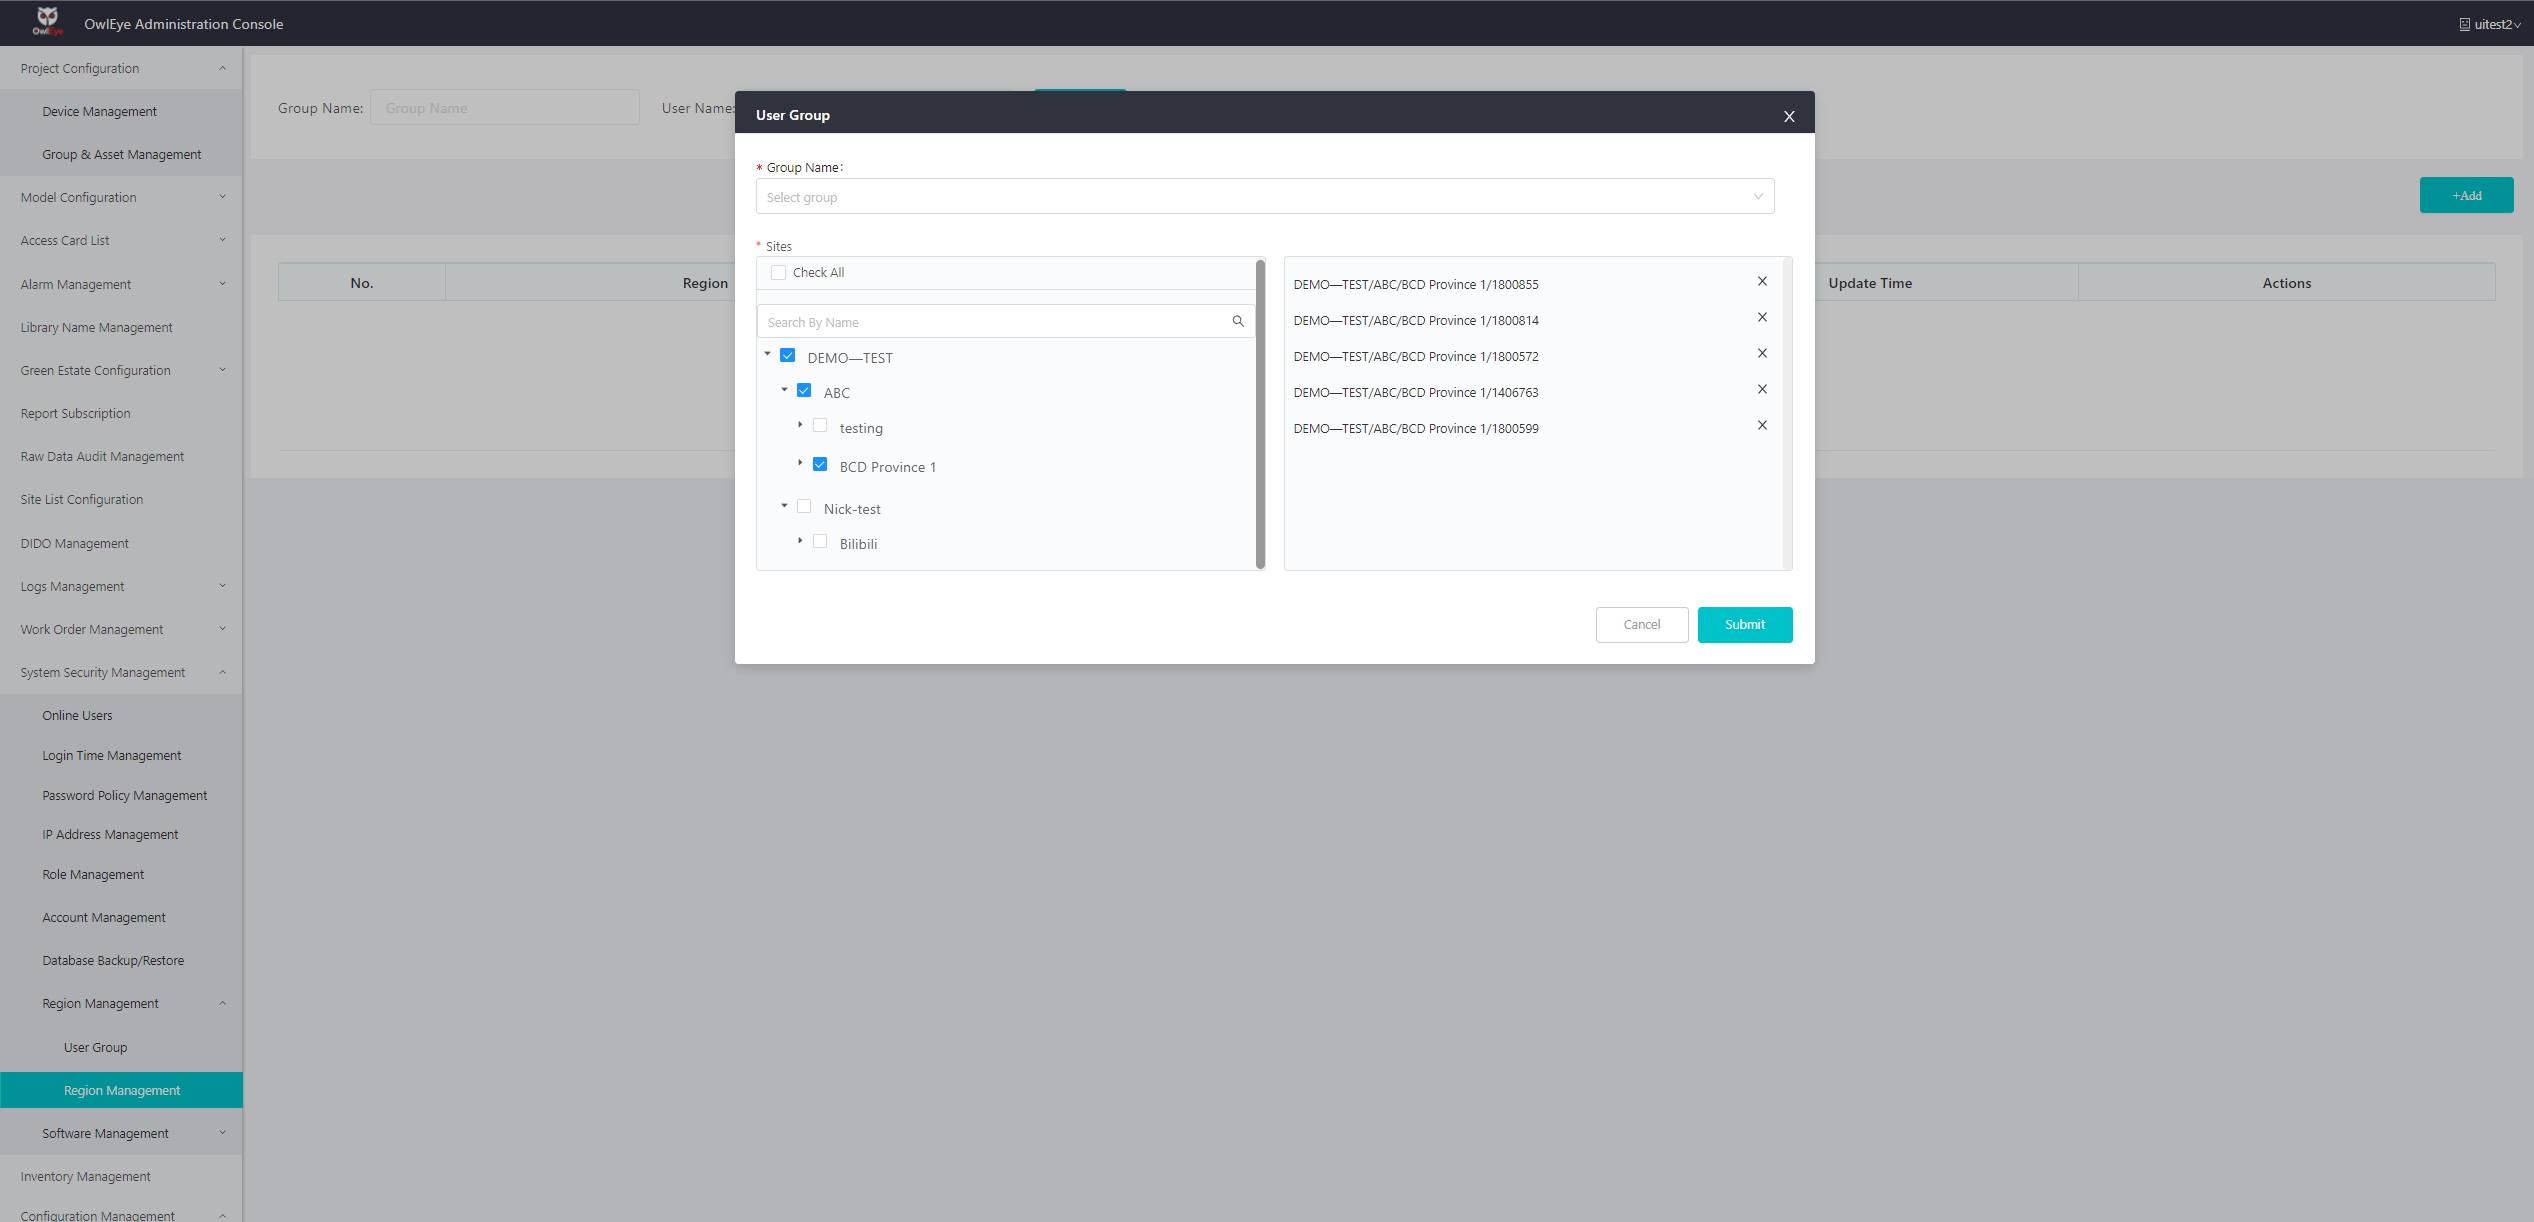 OwlEye
OwlEye Administration Console
uitest2
Project Configuration
Device Management
Group & Asset Management
Model Configuration
Access Card List
Alarm Management
Library Name Management
Green Estate Configuration
Report Subscription
Raw Data Audit Management
Site List Configuration
DIDO Management
Logs Management
Work Order Management
System Security Management
Online Users
Login Time Management
Password Policy Management
IP Address Management
Role Management
Account Management
Database Backup/Restore
Region Management
User Group
Region Management
Software Management
Inventory Management
Configuration Management
Group Name: Group Name User Name:
+Add
No. Region Update Time Actions
User Group
X
* Group Name:
Select group
* Sites
Check All
Search By Name
DEMO—TEST
ABC
testing
BCD Province 1
Nick-test
Bilibili
DEMO—TEST/ABC/BCD Province 1/1800855
DEMO—TEST/ABC/BCD Province 1/1800814
DEMO—TEST/ABC/BCD Province 1/1800572
DEMO—TEST/ABC/BCD Province 1/1406763
DEMO—TEST/ABC/BCD Province 1/1800599
Cancel Submit